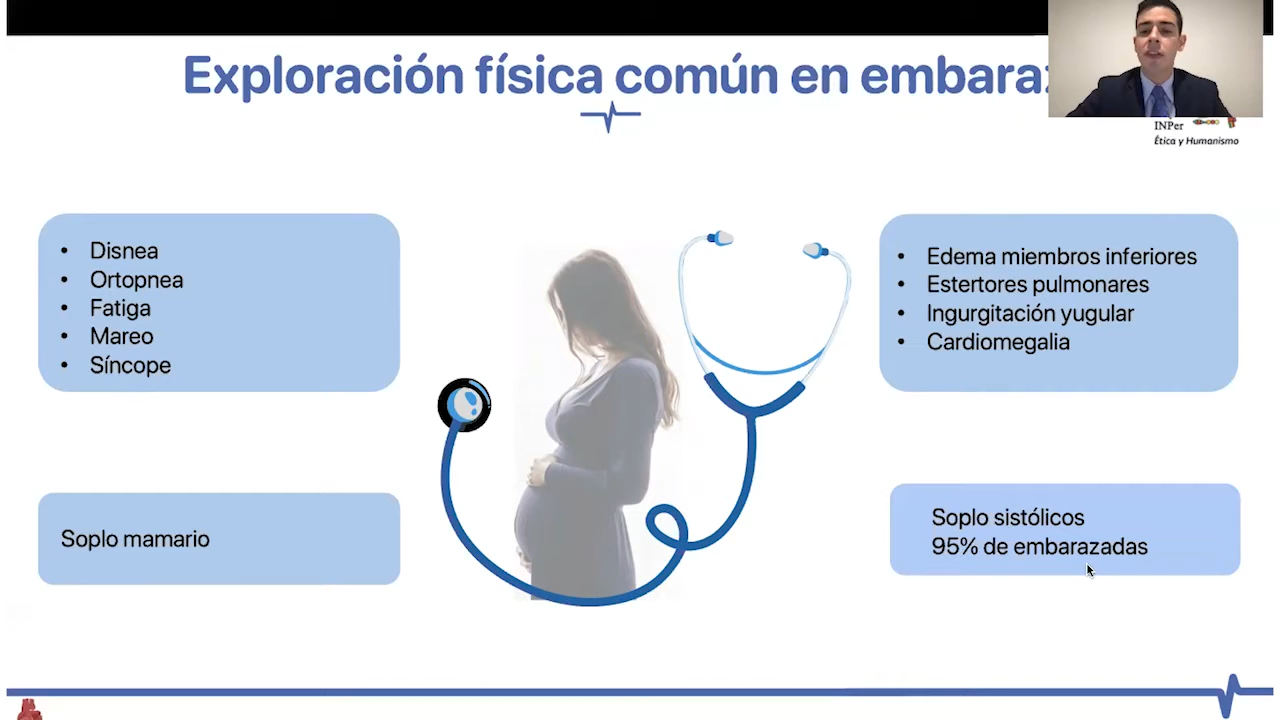 Exploración física común en embaraz
INPer
Ética y Humanismo
• Disnea
• Ortopnea
• Fatiga
• Mareo
• Síncope
• Edema miembros inferiores
• Estertores pulmonares
• Ingurgitación yugular
• Cardiomegalia
Soplo mamario
Soplo sistólicos
95% de embarazadas